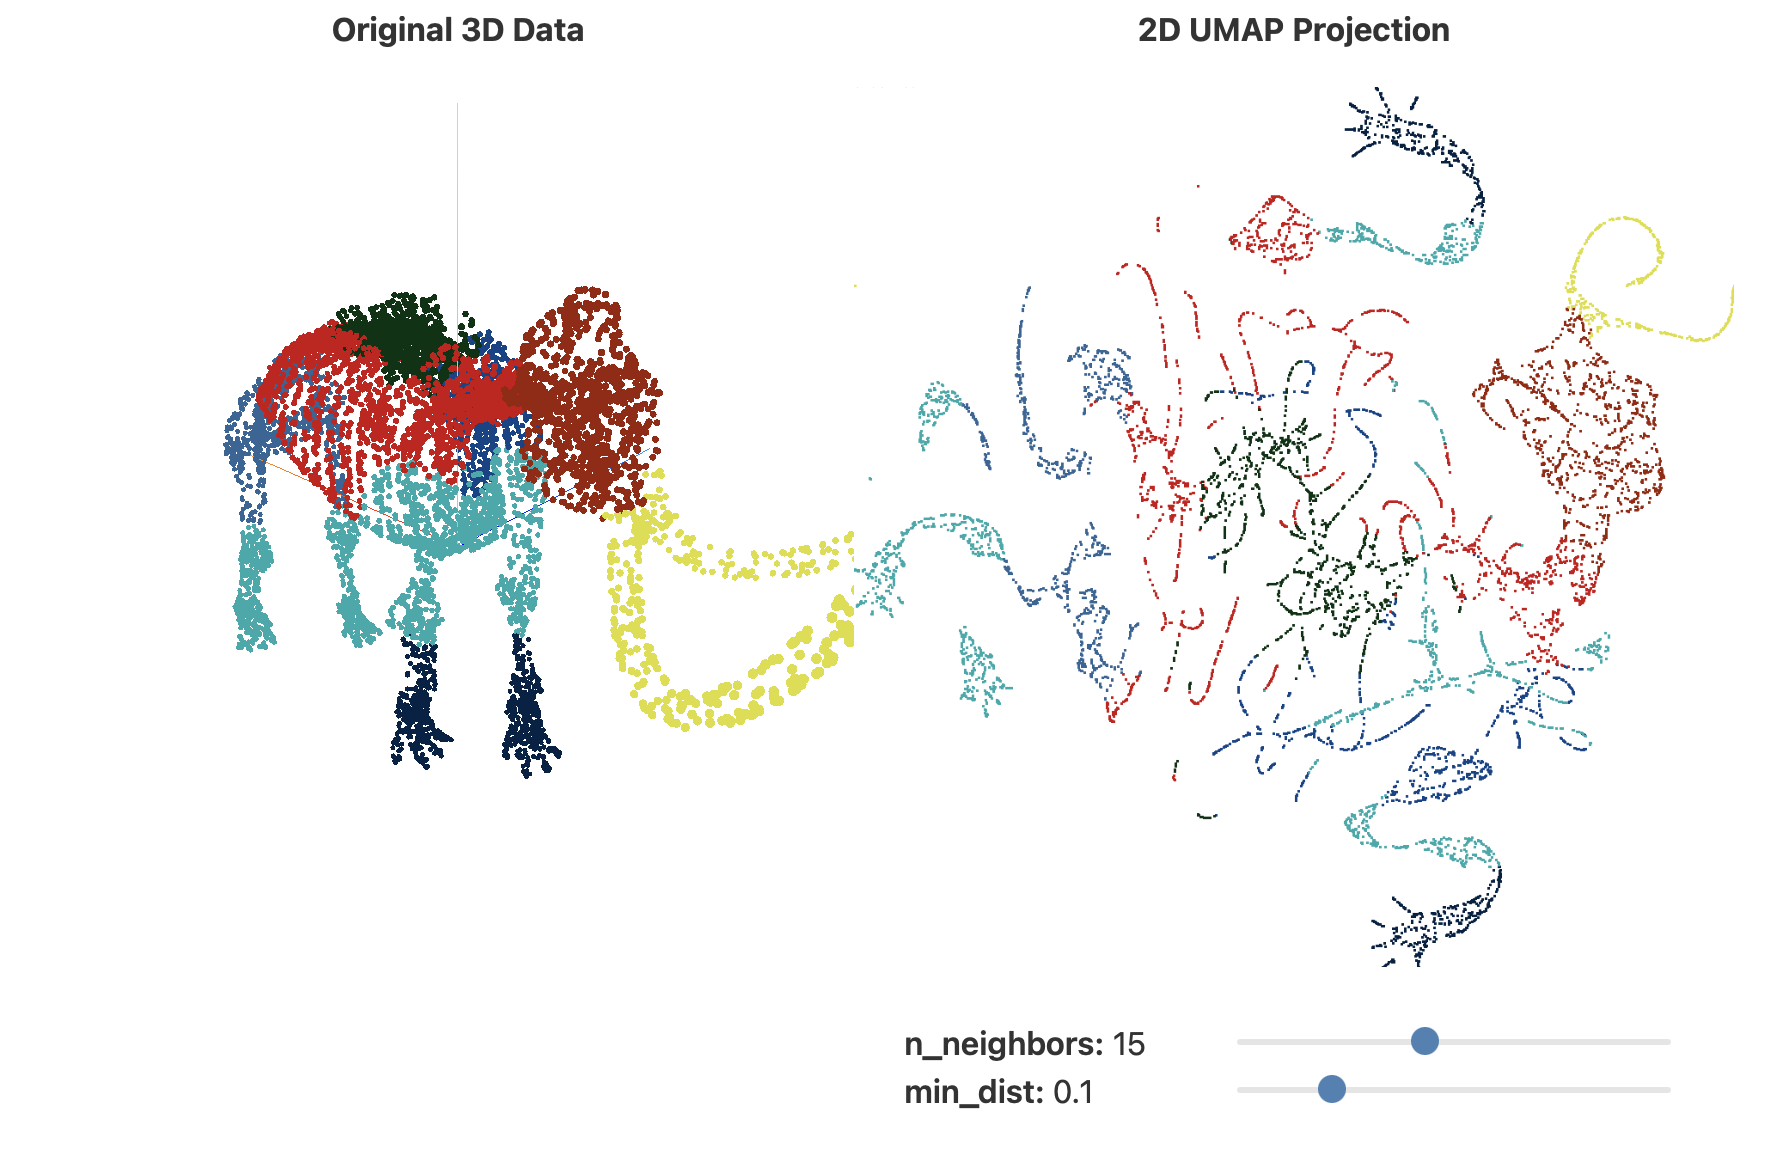 Original 3D Data
2D UMAP Projection
n_neighbors: 15
min_dist: 0.1